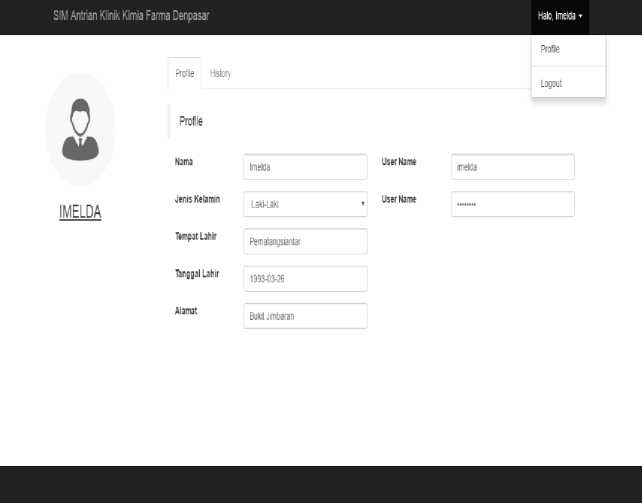 SIM Antrian Klinik Kimia Farma Denpasar
Halo, Imelda
Profile
Logout
Profile History
Profile
IMELDA
Nama Imelda User Name imelda
Jenis Kelamin Laki-Laki User Name ********
Tempat Lahir Pematangsiantar
Tanggal Lahir 1993-03-26
Alamat Bukit Jimbaran